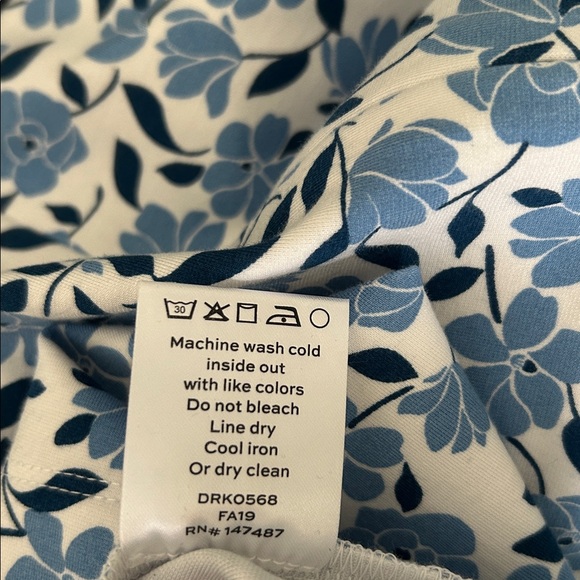 30
Machine wash cold
inside out
with like colors
Do not bleach
Line dry
Cool iron
Or dry clean
DRK0568
FA19
RN# 147487